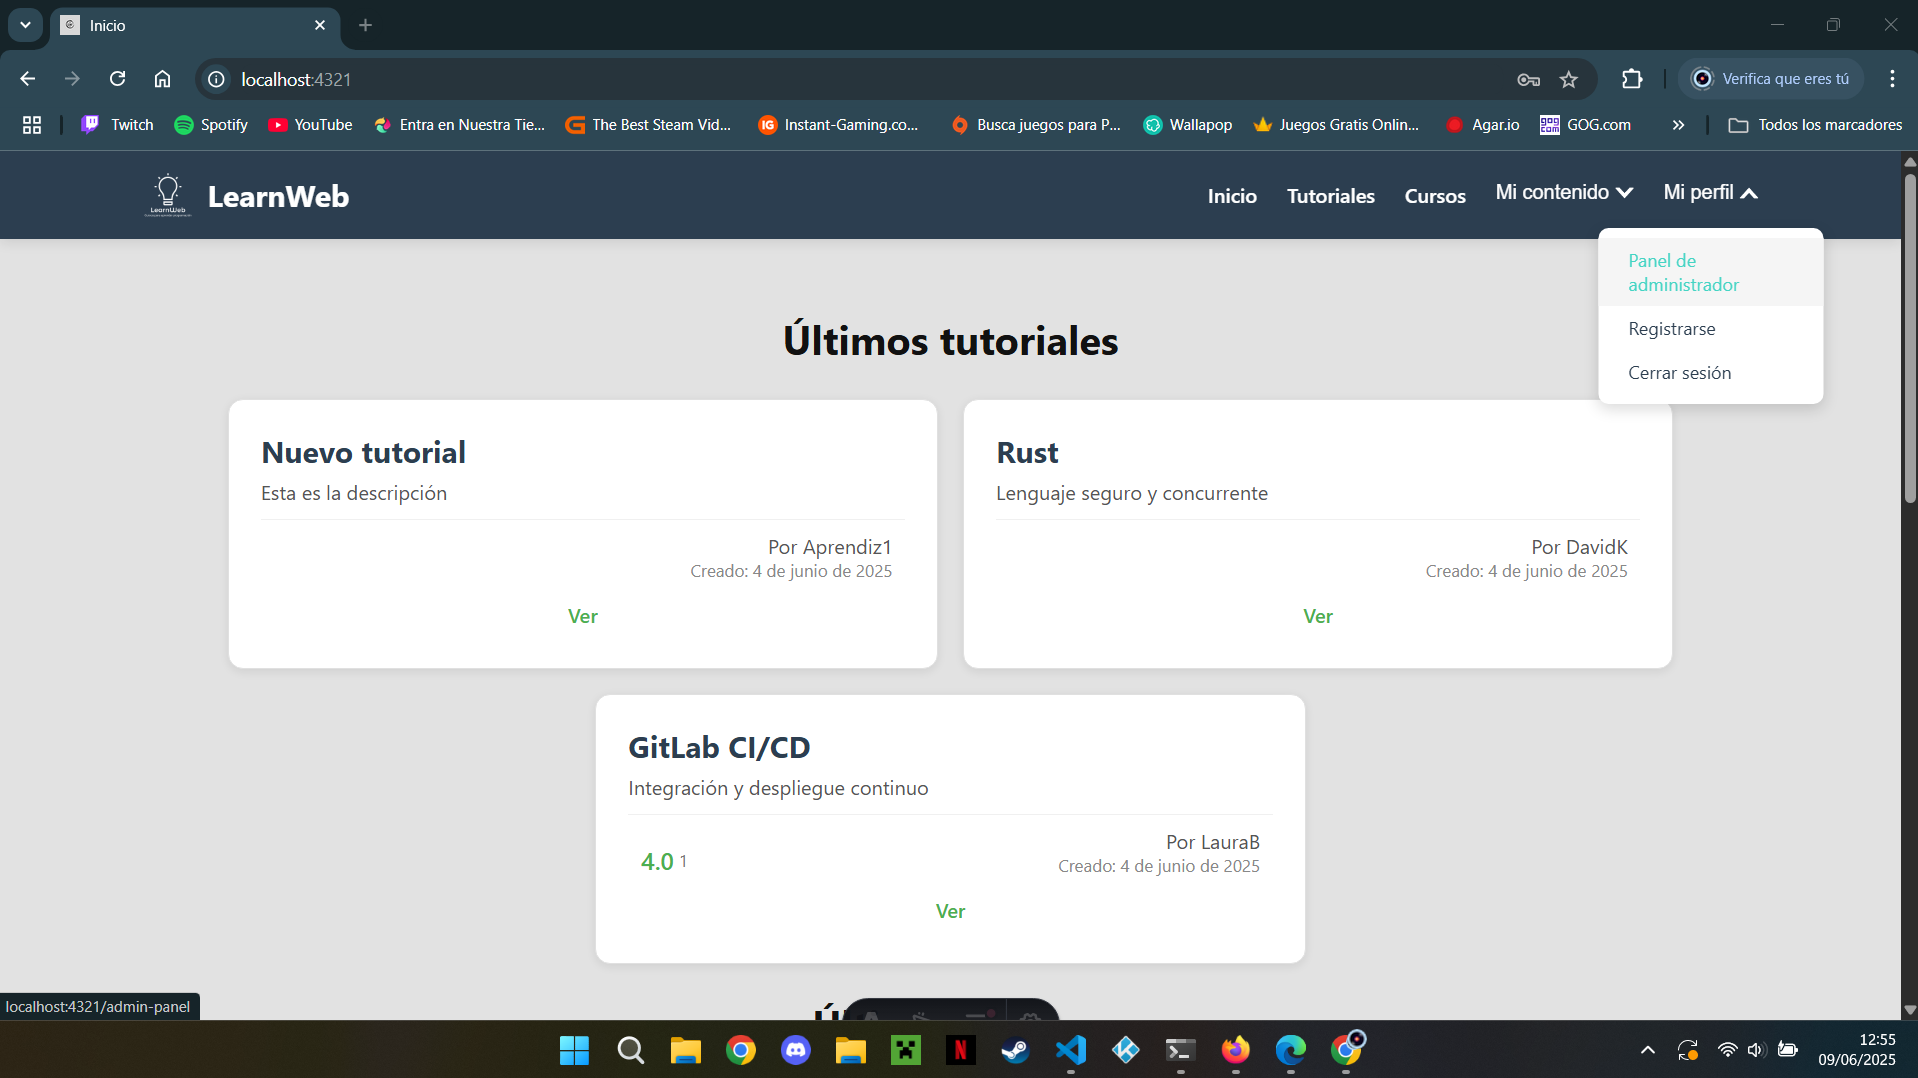 Inicio
localhost:4321
Verifica que eres tú
Twitch
Spotify
YouTube
Entra en Nuestra Tie...
The Best Steam Vid...
Instant-Gaming.co...
Busca juegos para P...
Wallapop
Juegos Gratis Onlin...
Agar.io
GOG.com
Todos los marcadores
LearnWeb
LearnWeb
Inicio
Tutoriales
Cursos
Mi contenido
Mi perfil
Panel de
administrador
Registrarse
Cerrar sesión
Últimos tutoriales
Nuevo tutorial
Esta es la descripción
Por Aprendiz1
Creado: 4 de junio de 2025
Ver
Rust
Lenguaje seguro y concurrente
Por DavidK
Creado: 4 de junio de 2025
Ver
GitLab CI/CD
Integración y despliegue continuo
4.0 1
Por LauraB
Creado: 4 de junio de 2025
Ver
localhost:4321/admin-panel
12:55
09/06/2025